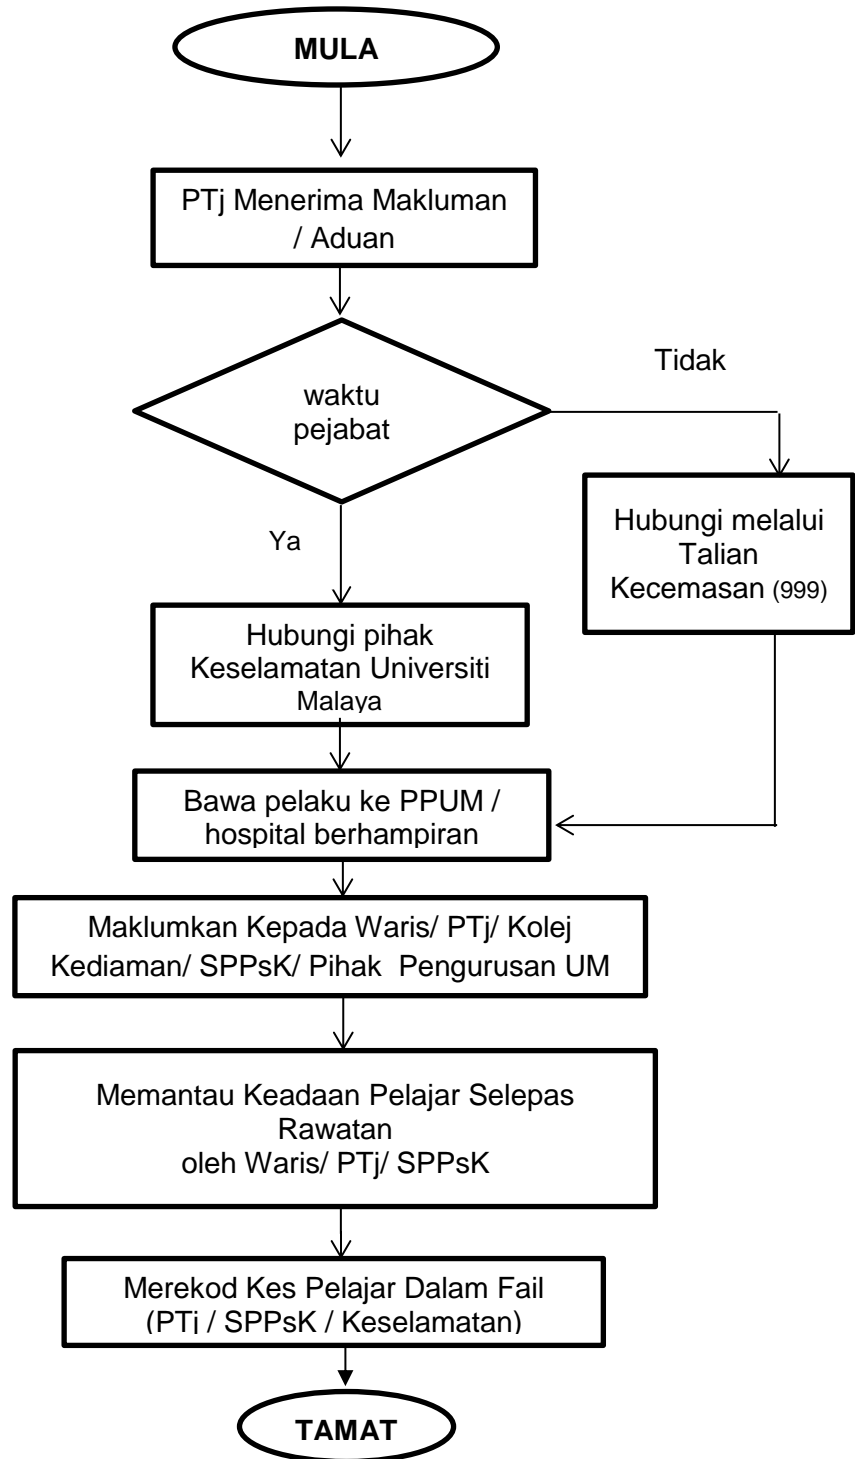 MULA
PTj Menerima Makluman
/ Aduan
waktu
pejabat
Tidak
Ya
Hubungi melalui
Talian
Kecemasan (999)
Hubungi pihak
Keselamatan Universiti
Malaya
Bawa pelaku ke PPUM /
hospital berhampiran
Maklumkan Kepada Waris/ PTj/ Kolej
Kediaman/ SPPsK/ Pihak Pengurusan UM
Memantau Keadaan Pelajar Selepas
Rawatan
oleh Waris/ PTj/ SPPsK
Merekod Kes Pelajar Dalam Fail
(PTj / SPPsK / Keselamatan)
TAMAT